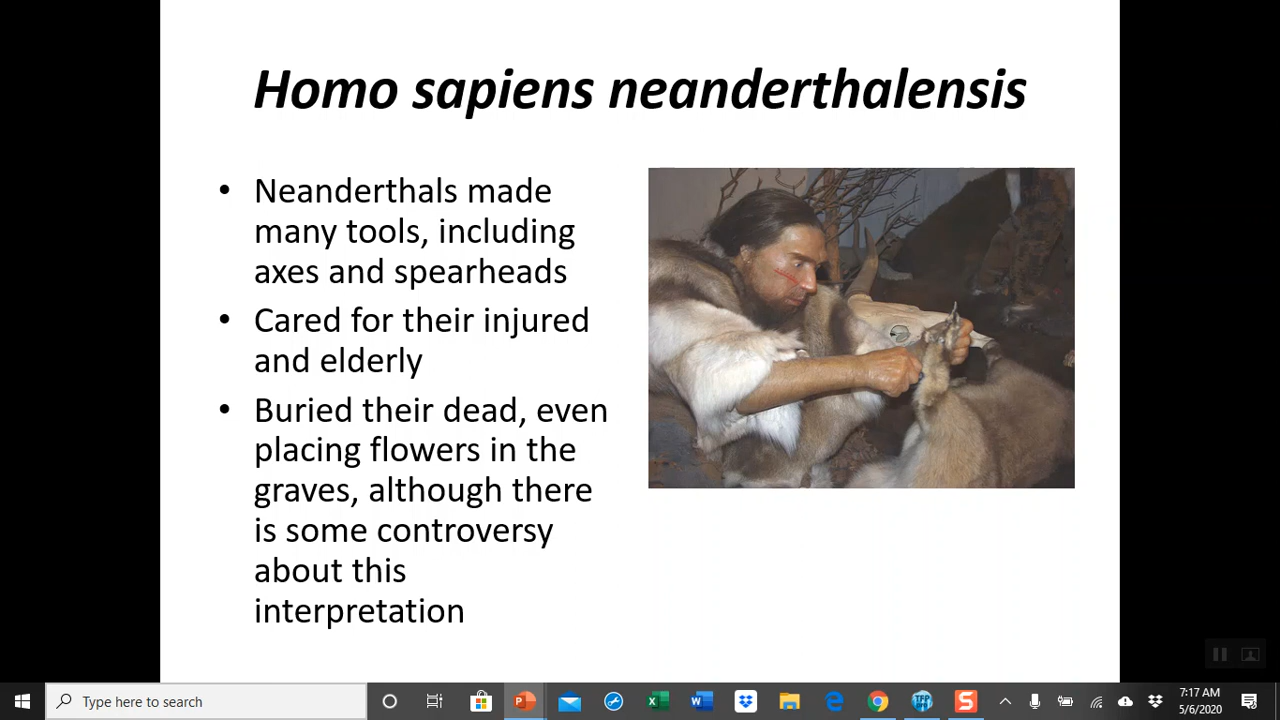 Homo sapiens neanderthalensis
• Neanderthals made
many tools, including
axes and spearheads
• Cared for their injured
and elderly
• Buried their dead, even
placing flowers in the
graves, although there
is some controversy
about this
interpretation
Type here to search
7:17 AM
5/6/2020